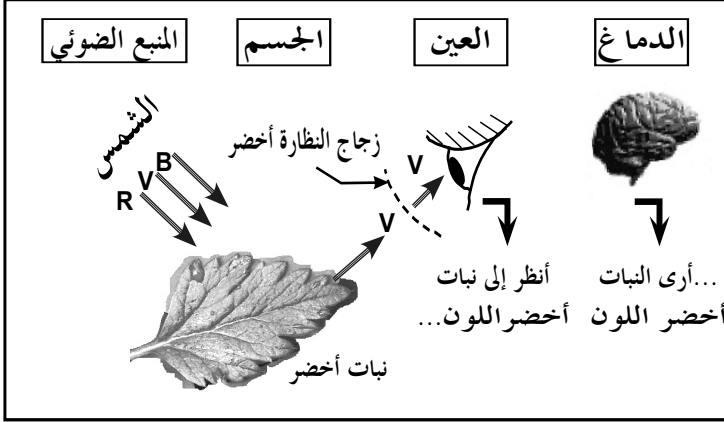 الدماغ
العين
الجسم
المنبع الضوئي
الشمس
B
V
R
زجاج النظارة أخضر
V
V
نبات أخضر
أنظر إلى نبات
أخضر اللون...
...أرى النبات
أخضر اللون